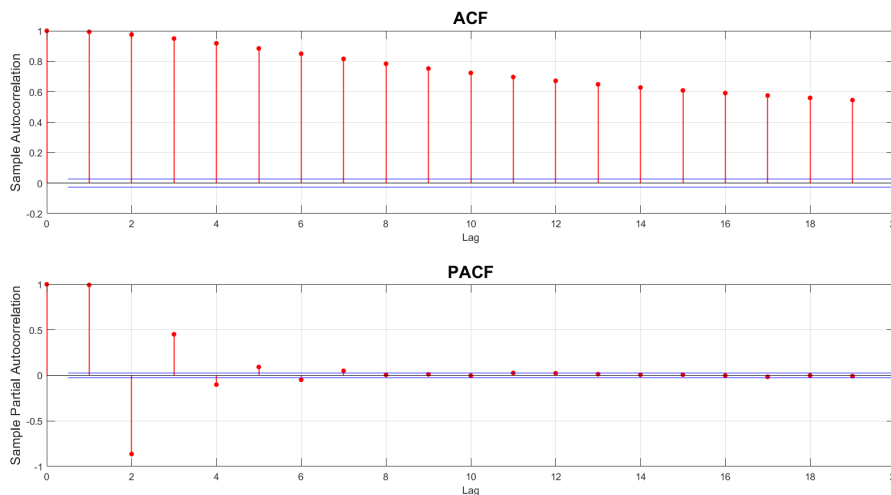 ACF
Sample Autocorrelation
1
0.8
0.6
0.4
0.2
0
-0.2
0 2 4 6 8 10 12 14 16 18 2
Lag
PACF
Sample Partial Autocorrelation
1
0.5
0
-0.5
-1
0 2 4 6 8 10 12 14 16 18 2
Lag